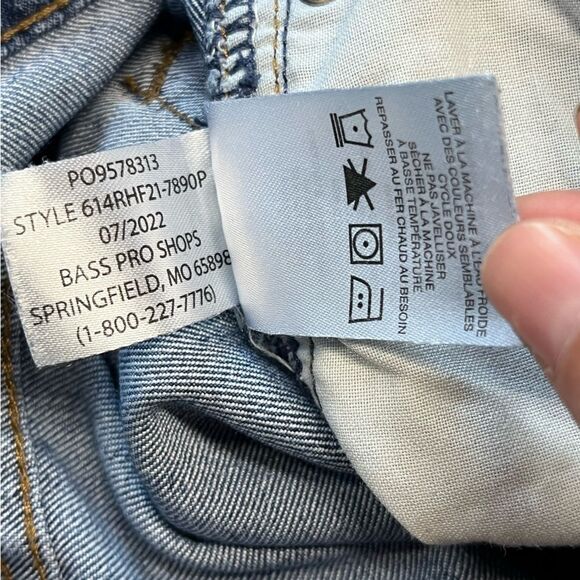 PO9578313
STYLE 614RHF21-7890P
07/2022
BASS PRO SHOPS
SPRINGFIELD, MO 65898
(1-800-227-7776)
LAVER À LA MACHINE À L'EAU FROIDE
AVEC DES COULEURS SEMBLABLES
CYCLE DOUX
NE PAS JAVELLISER
SÉCHER À LA MACHINE
À BASSE TEMPÉRATURE
REPASSER AU FER CHAUD AU BESOIN